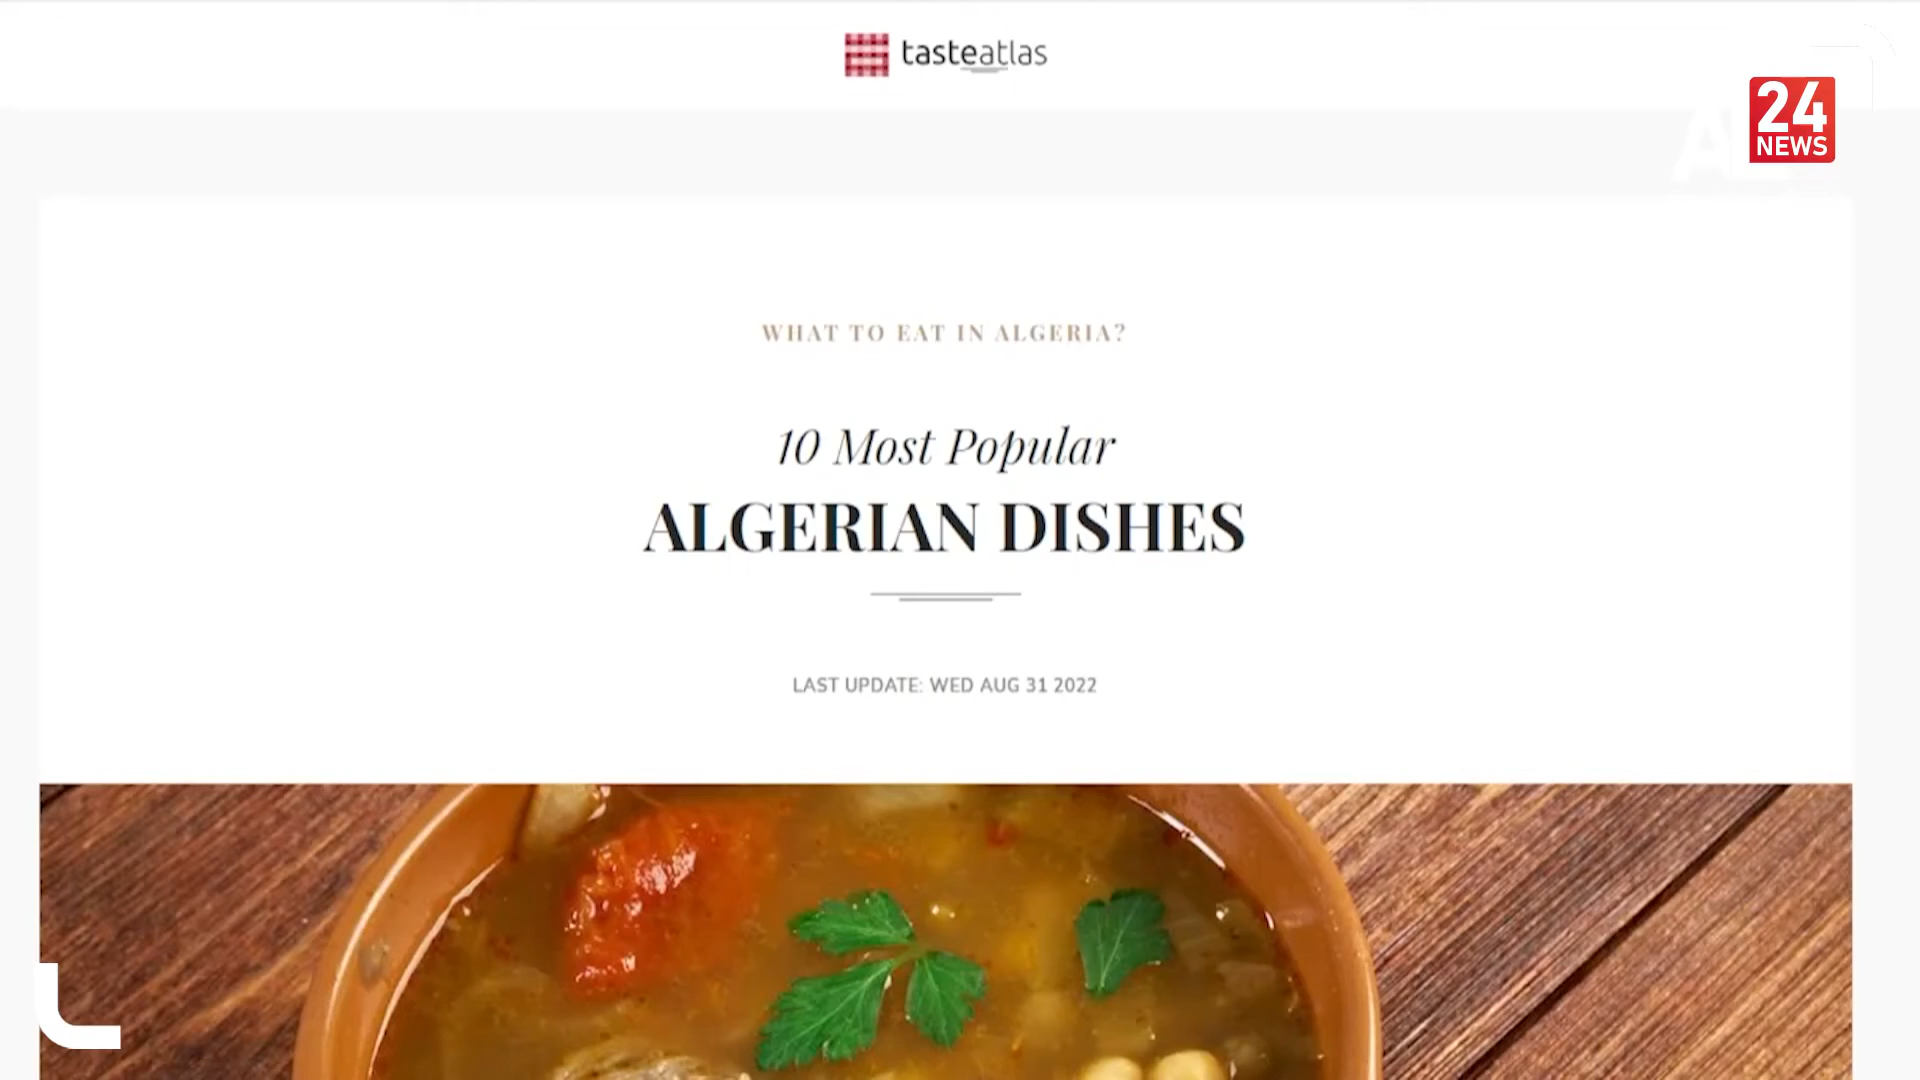 tasteatlas
24
NEWS
WHAT TO EAT IN ALGERIA?
10 Most Popular
ALGERIAN DISHES
LAST UPDATE: WED AUG 31 2022